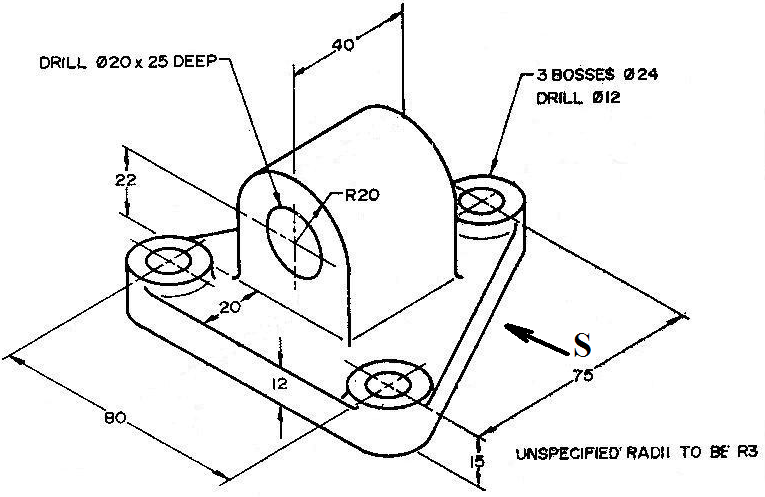 40
DRILL Ø20 x 25 DEEP
3 BOSSES Ø24
DRILL Ø12
22
R20
20
S
12
75
80
15
UNSPECIFIED RADII TO BE R3